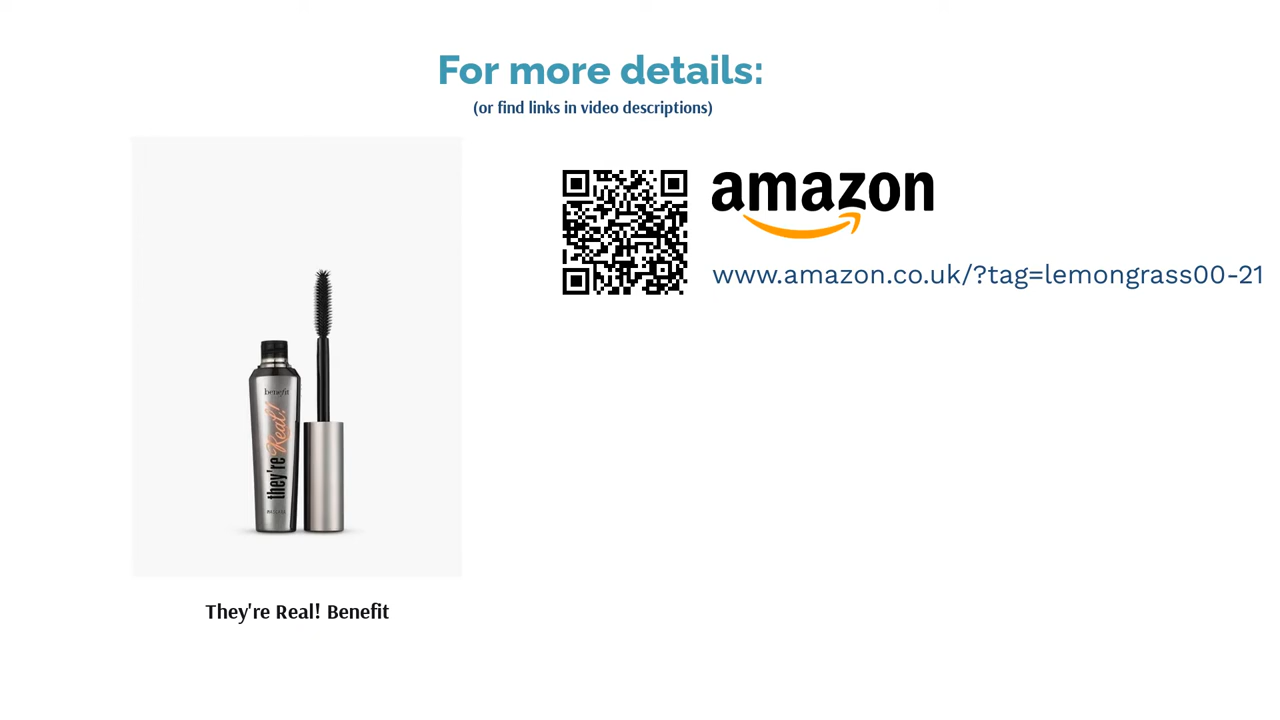 For more details:
(or find links in video descriptions)
amazon
www.amazon.co.uk/?tag=lemongrass00-21
benefit
they're Real!
They're Real! Benefit